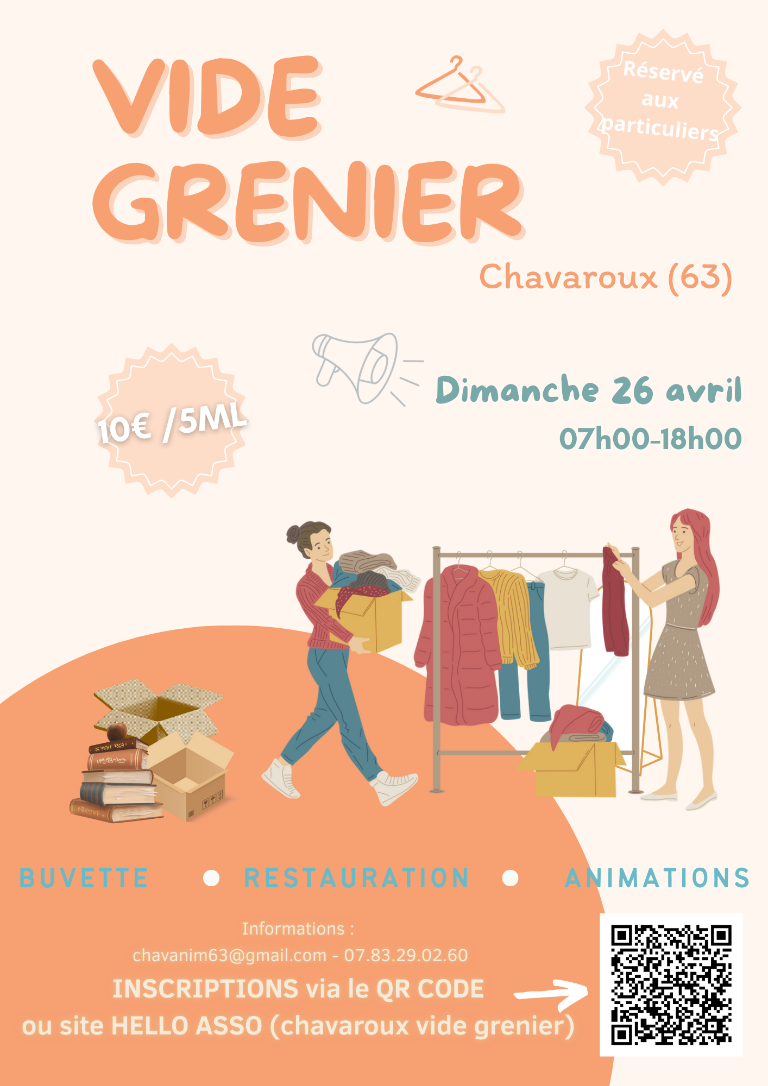 VIDE
GRENIER
Réservé
aux
particuliers
Chavaroux (63)
10€ /5ML
Dimanche 26 avril
07h00-18h00
BUVETTE RESTAURATION ANIMATIONS
Informations :
chavanim63@gmail.com - 07.83.29.02.60
INSCRIPTIONS via le QR CODE
ou site HELLO ASSO (chavaroux vide grenier)